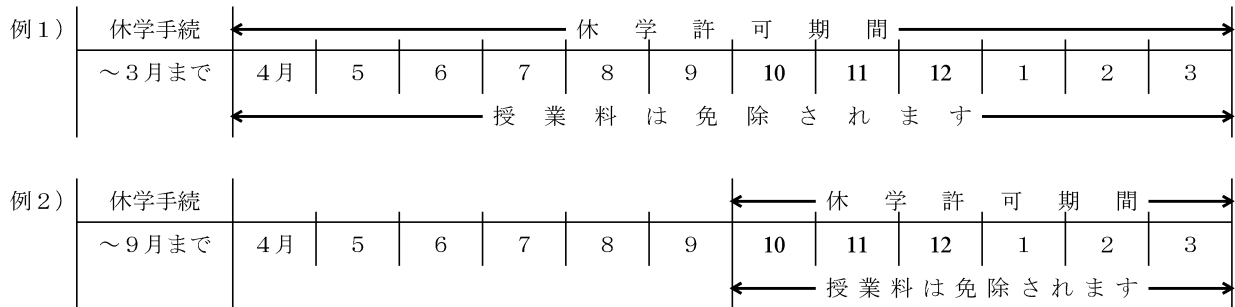 例１） 休学手続 休学許可期間
～３月まで ４月 ５ ６ ７ ８ ９ 10 11 12 １ ２ ３
授業料は免除されます
例２） 休学手続 休学許可期間
～９月まで ４月 ５ ６ ７ ８ ９ 10 11 12 １ ２ ３
授業料は免除されます